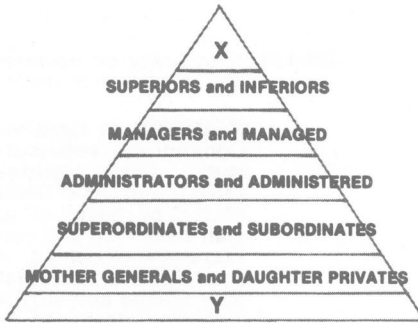 X
SUPERIORS and INFERIORS
MANAGERS and MANAGED
ADMINISTRATORS and ADMINISTERED
SUPERORDINATES and SUBORDINATES
MOTHER GENERALS and DAUGHTER PRIVATES
Y